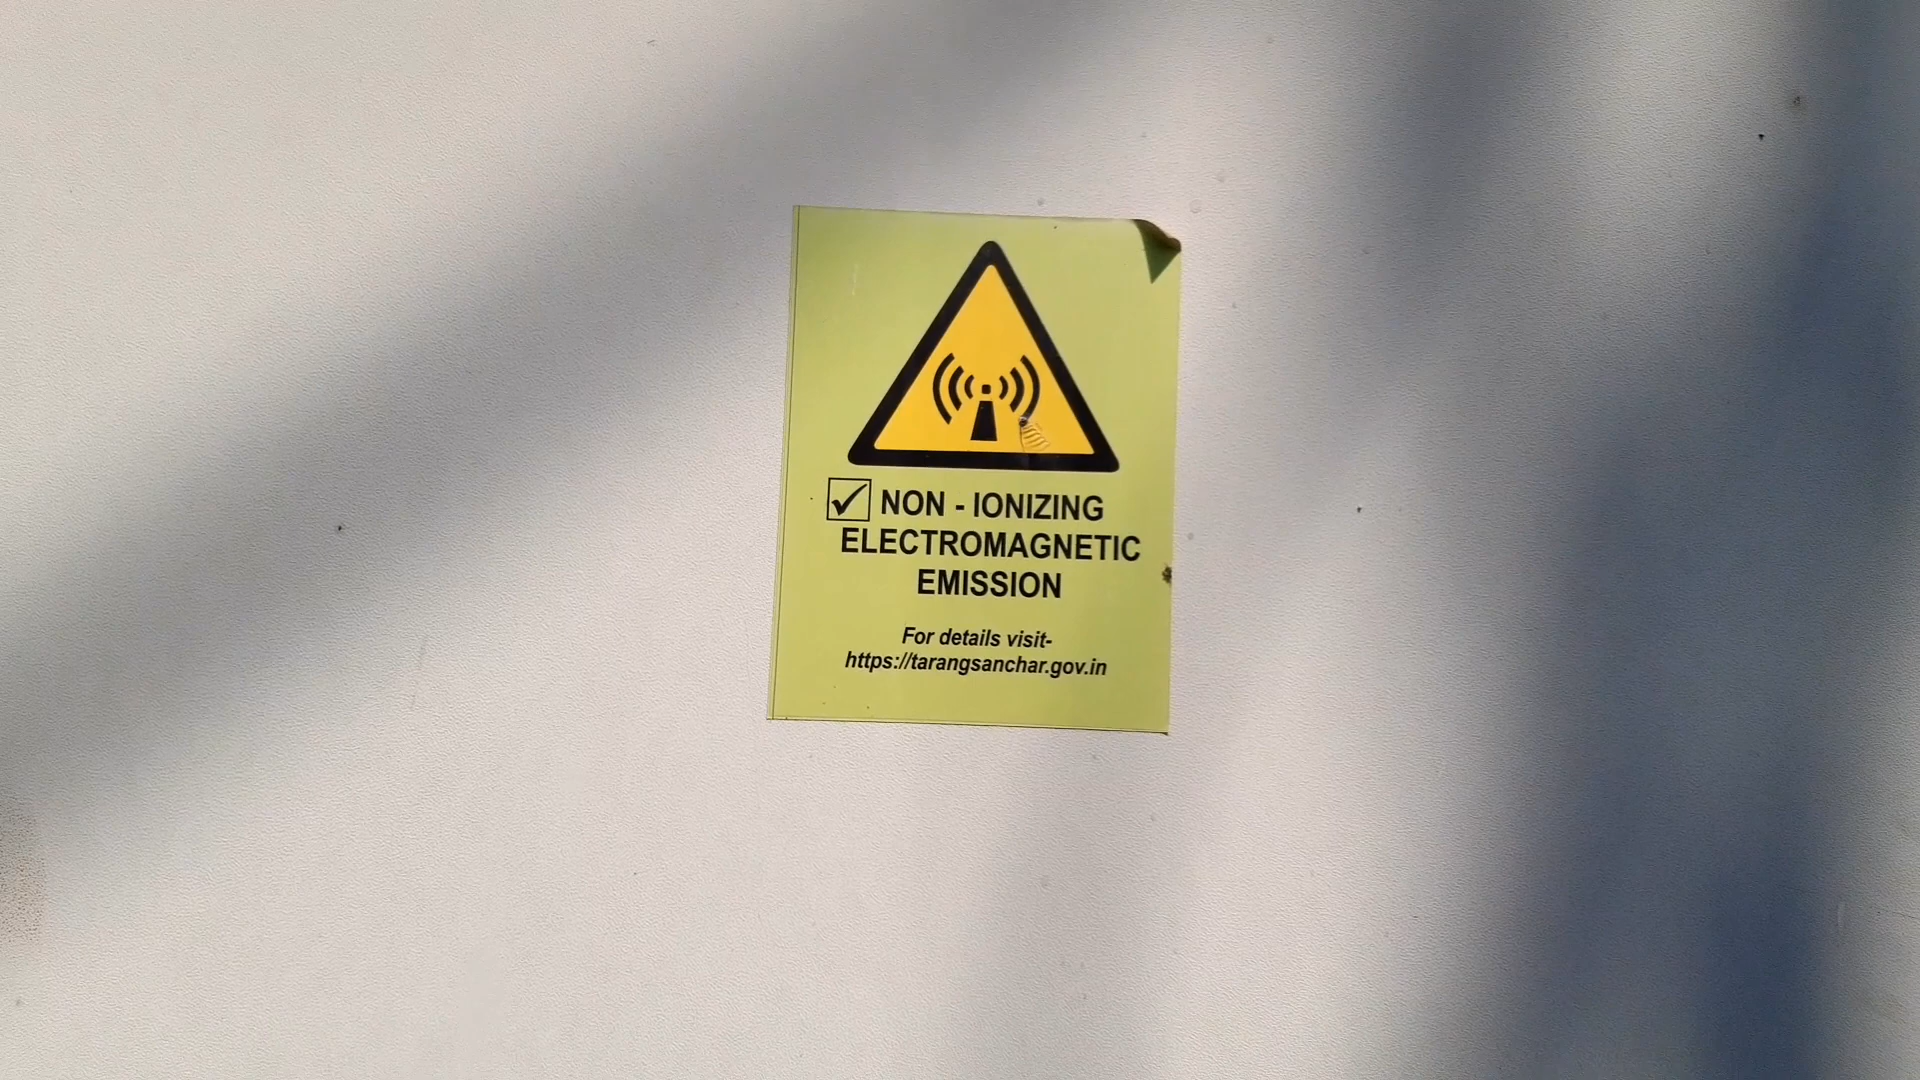 NON - IONIZING
ELECTROMAGNETIC
EMISSION
For details visit-
https://tarangsanchar.gov.in